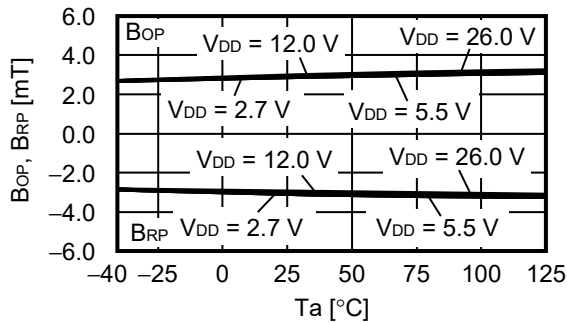 BOP, BRP [mT]
6.0
4.0
2.0
0.0
−2.0
−4.0
−6.0
BOP
VDD = 12.0 V
VDD = 26.0 V
VDD = 2.7 V
VDD = 5.5 V
VDD = 12.0 V
VDD = 26.0 V
BRP
VDD = 2.7 V
VDD = 5.5 V
−40 −25 0 25 50 75 100 125
Ta [°C]